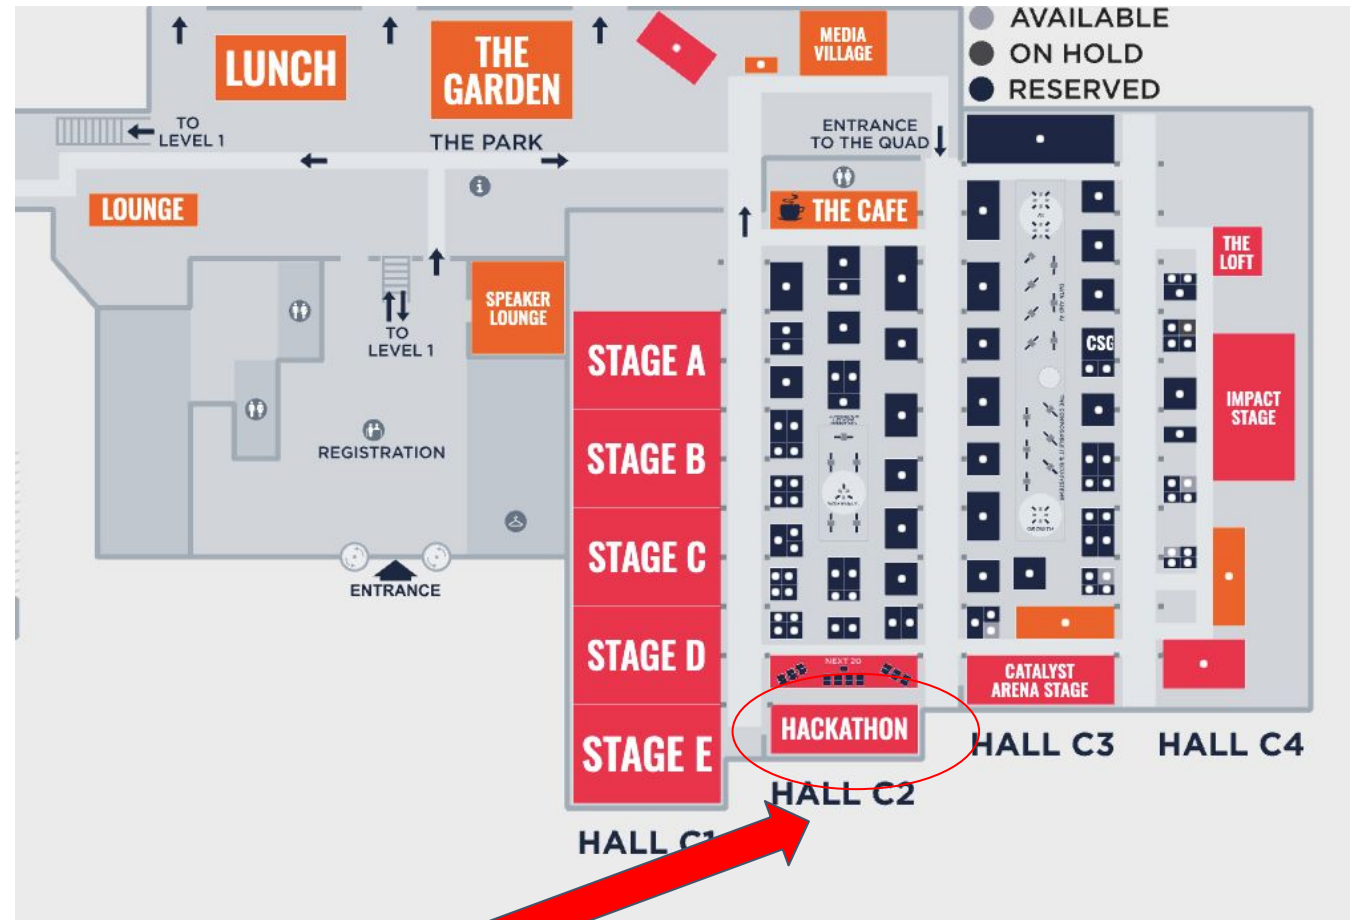 AVAILABLE
ON HOLD
RESERVED
LUNCH
THE
GARDEN
MEDIA
VILLAGE
TO
LEVEL 1
THE PARK
ENTRANCE
TO THE QUAD
LOUNGE
THE CAFE
THE
LOFT
SPEAKER
LOUNGE
TO
LEVEL 1
STAGE A
CSG
IMPACT
STAGE
REGISTRATION
STAGE B
STAGE C
ENTRANCE
STAGE D
NEXT 20
CATALYST
ARENA STAGE
HACKATHON
STAGE E
HALL C3
HALL C4
HALL C2
HALL C1